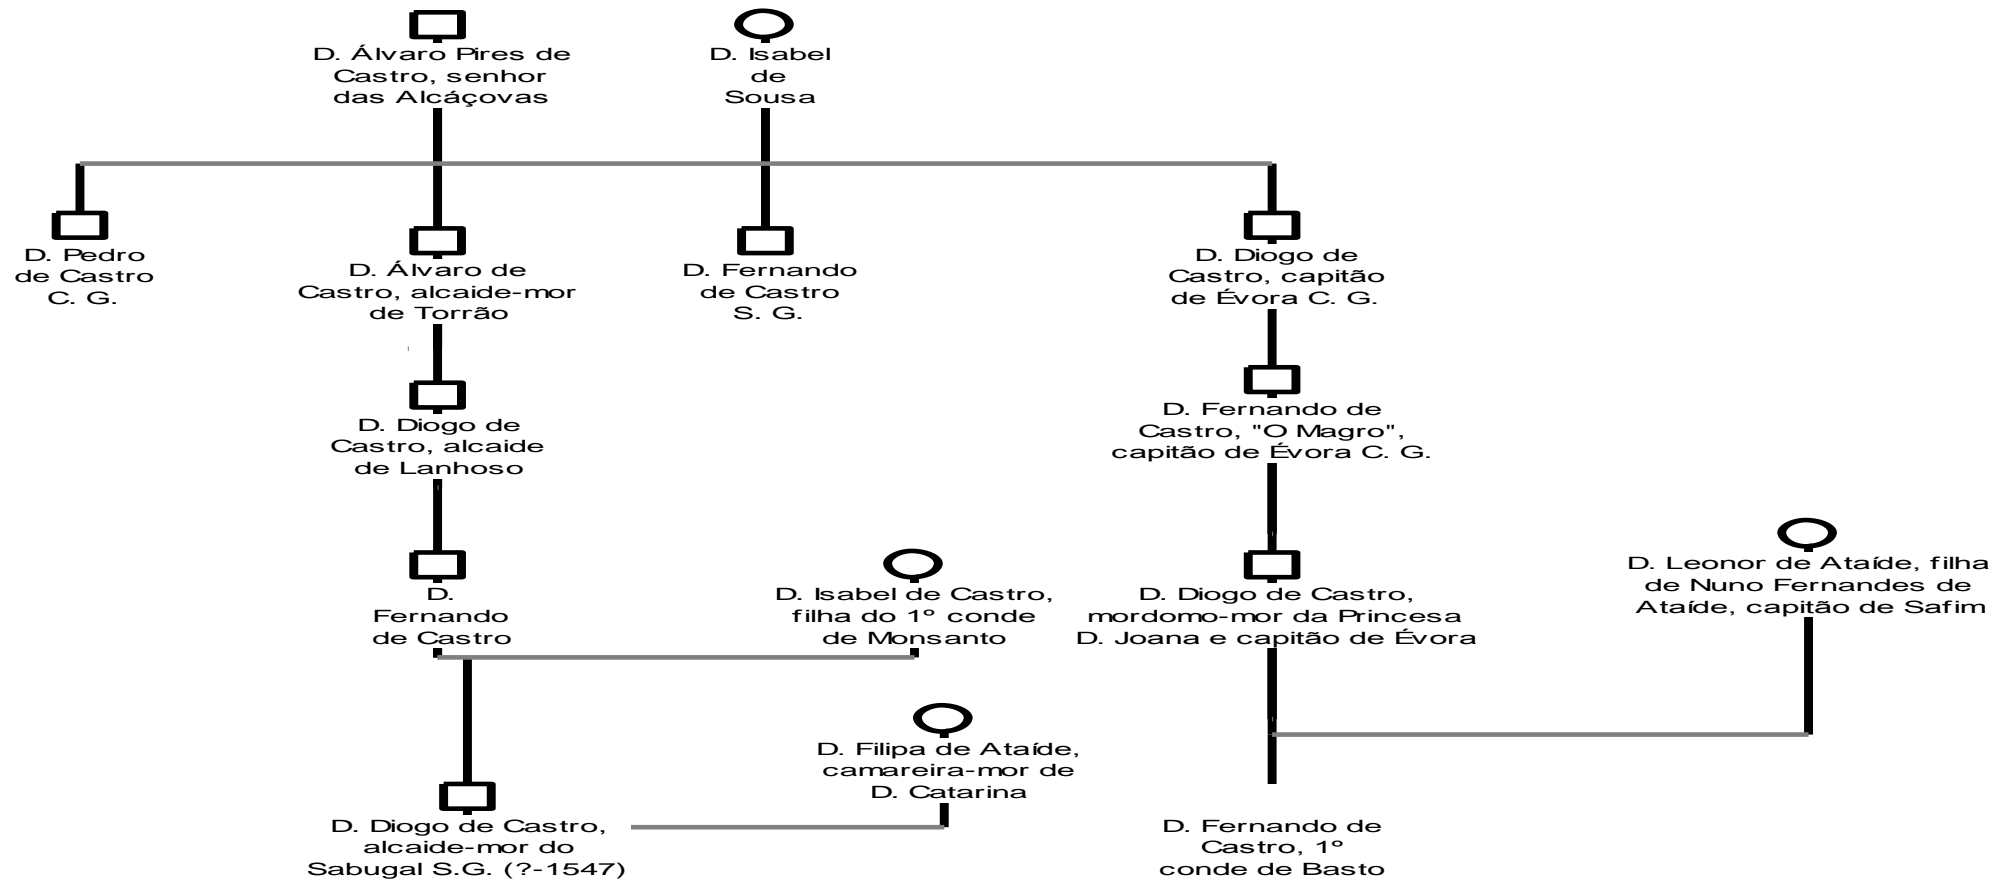 D. Álvaro Pires de
Castro, senhor
das Alcáçovas
D. Isabel
de
Sousa
D. Pedro
de Castro
C. G.
D. Álvaro de
Castro, alcaide-mor
de Torrão
D. Fernando
de Castro
S. G.
D. Diogo de
Castro, capitão
de Évora C. G.
D. Diogo de
Castro, alcaide
de Lanhoso
D. Fernando de
Castro, "O Magro",
capitão de Évora C. G.
D.
Fernando
de Castro
D. Isabel de Castro,
filha do 1º conde
de Monsanto
D. Diogo de Castro,
mordomo-mor da Princesa
D. Joana e capitão de Évora
D. Leonor de Ataíde, filha
de Nuno Fernandes de
Ataíde, capitão de Safim
D. Filipa de Ataíde,
camareira-mor de
D. Catarina
D. Diogo de Castro,
alcaide-mor do
Sabugal S.G. (?-1547)
D. Fernando de
Castro, 1º
conde de Basto